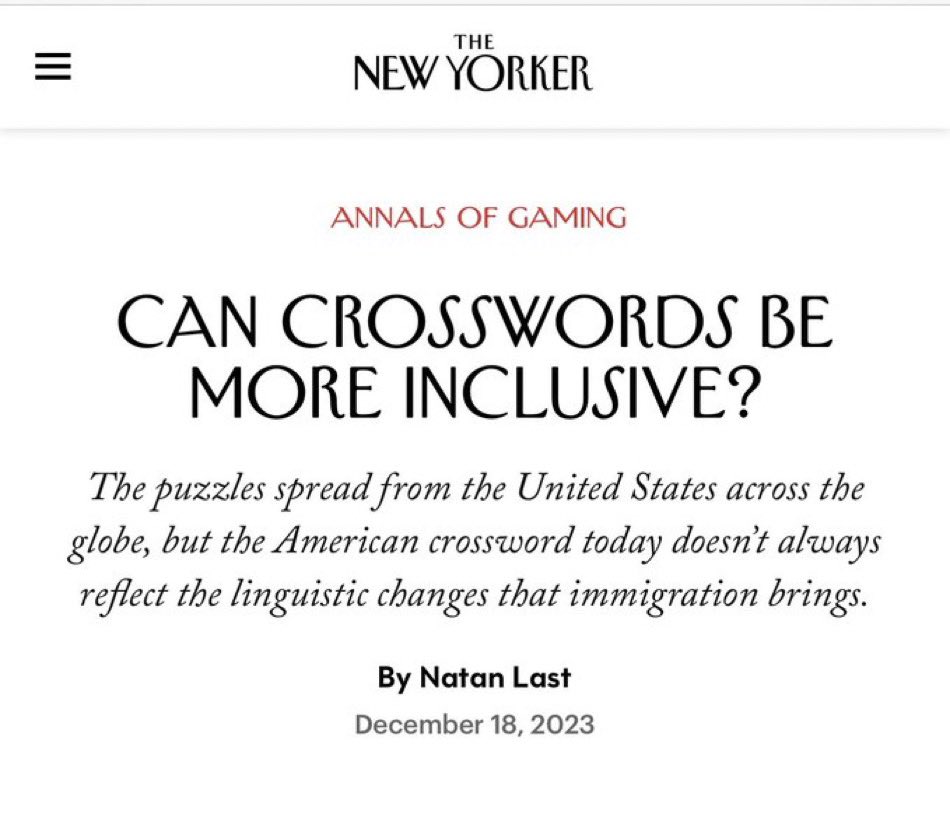 THE
NEW YORKER
ANNALS OF GAMING
CAN CROSSWORDS BE
MORE INCLUSIVE?
The puzzles spread from the United States across the
globe, but the American crossword today doesn’t always
reflect the linguistic changes that immigration brings.
By Natan Last
December 18, 2023